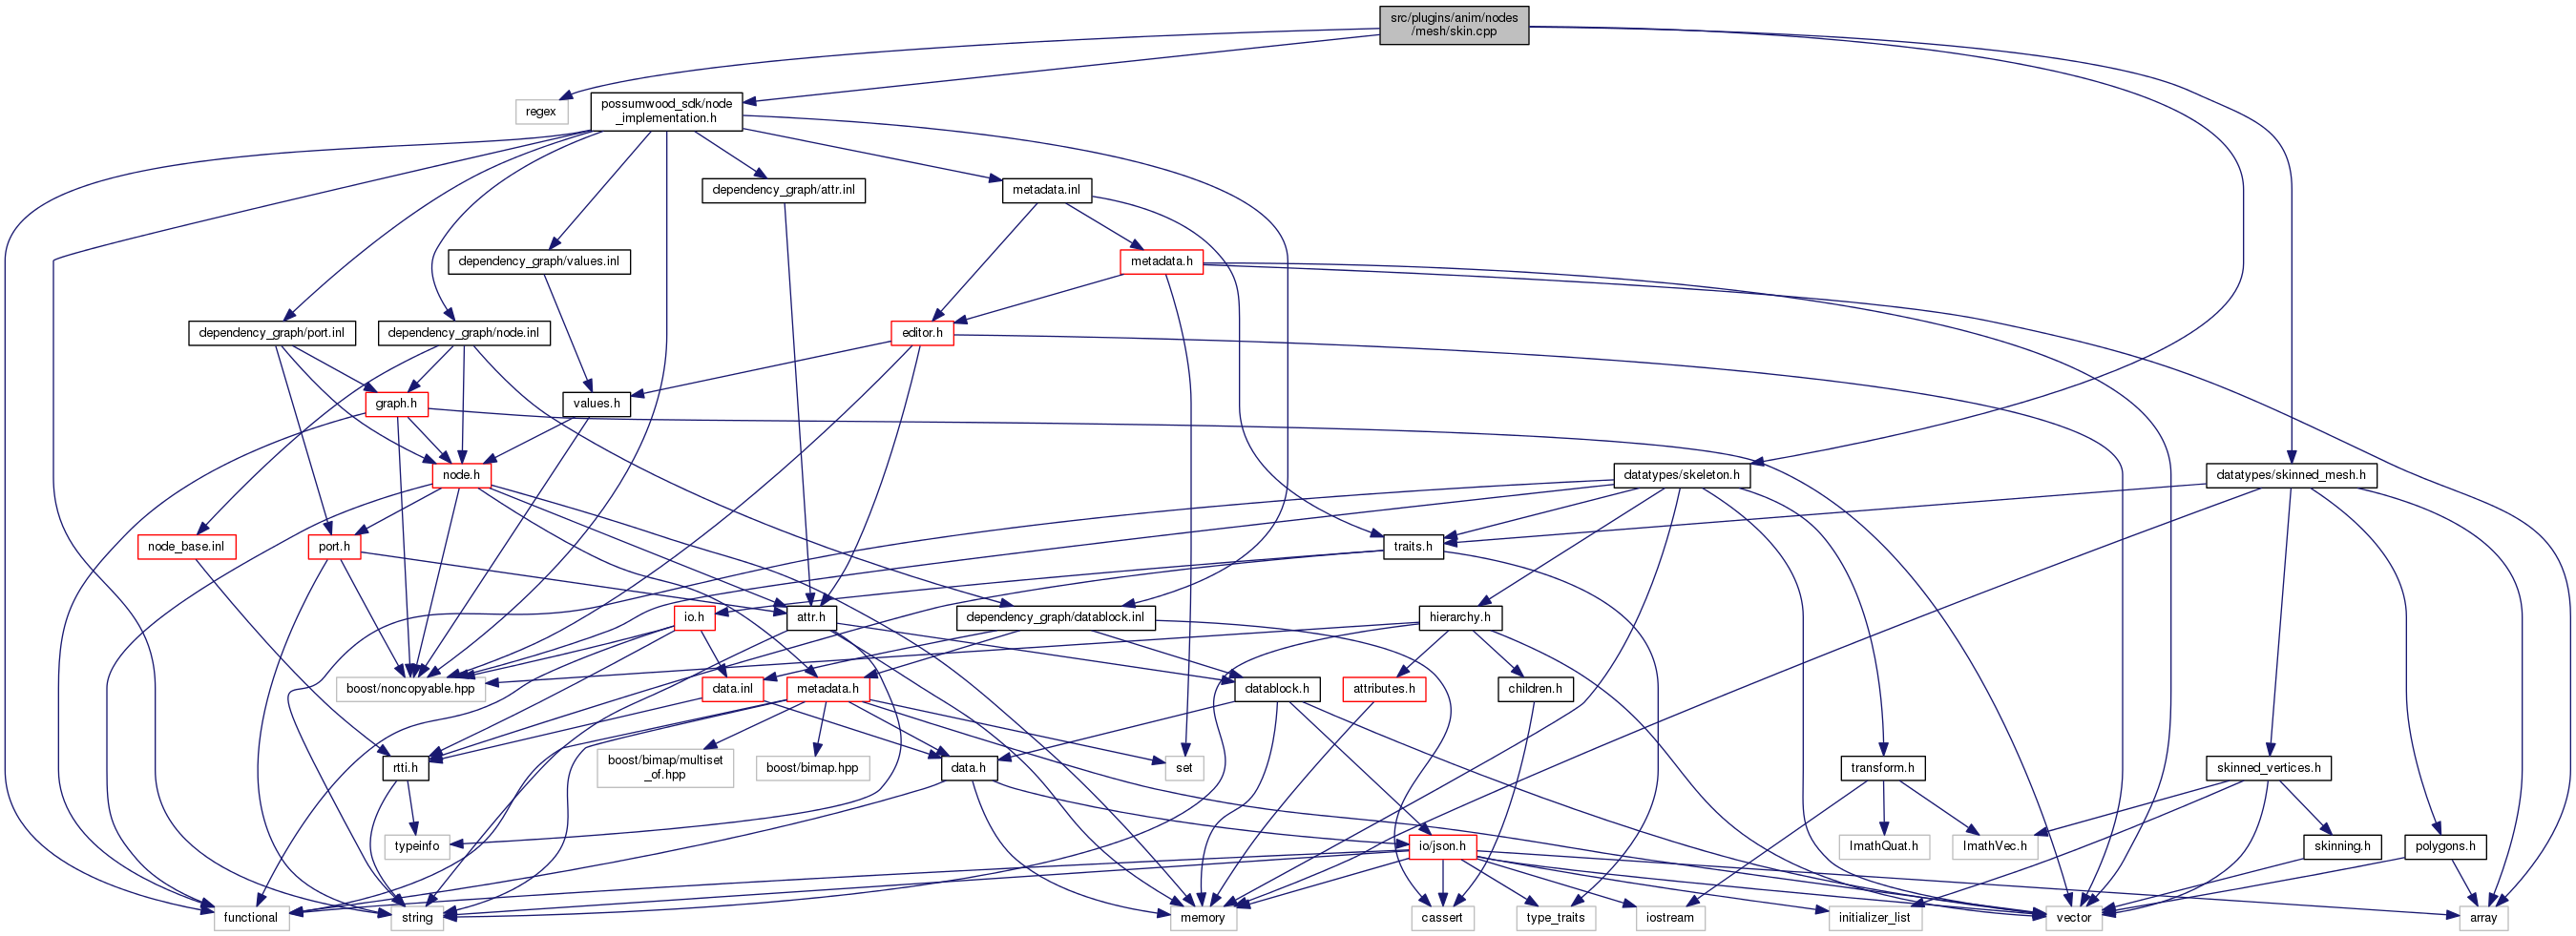 src/plugins/anim/nodes
/mesh/skin.cpp
regex
possumwood_sdk/node
_implementation.h
dependency_graph/attr.inl
metadata.inl
dependency_graph/values.inl
metadata.h
dependency_graph/port.inl
dependency_graph/node.inl
editor.h
graph.h
values.h
node.h
datatypes/skeleton.h
datatypes/skinned_mesh.h
node_base.inl
port.h
traits.h
io.h
attr.h
dependency_graph/datablock.inl
hierarchy.h
boost/noncopyable.hpp
data.inl
metadata.h
datablock.h
attributes.h
children.h
rtti.h
boost/bimap/multiset
_of.hpp
boost/bimap.hpp
data.h
set
transform.h
skinned_vertices.h
typeinfo
io/json.h
ImathQuat.h
ImathVec.h
skinning.h
polygons.h
functional
string
memory
cassert
type_traits
iostream
initializer_list
vector
array